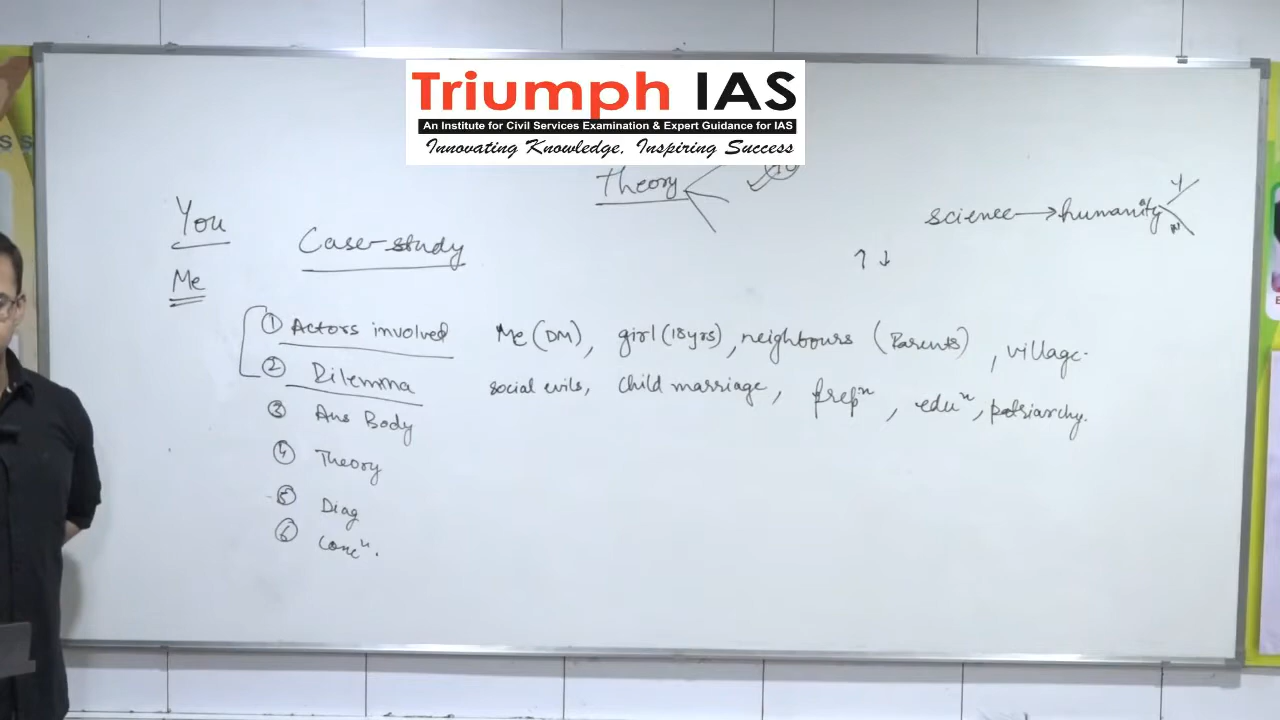 Triumph IAS
An Institute for Civil Services Examination & Expert Guidance for IAS
Innovating Knowledge, Inspiring Success
Theory
You
science → humanity
Y
N
Case-study
↑ ↓
Me
① Actors involved Me (DM), girl (18yrs), neighbours (Parents), village.
② Dilemma social evils, child marriage, prepⁿ, eduⁿ, patriarchy.
③ Ans Body
④ Theory
⑤ Diag
⑥ Concⁿ.